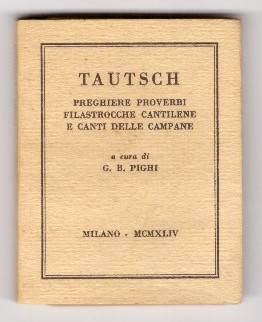 TAUTSCH
PREGHIERE PROVERBI
FILASTROCCHE CANTILENE
E CANTI DELLE CAMPANE
a cura di
G. B. PIGHI
MILANO - MCMXLIV